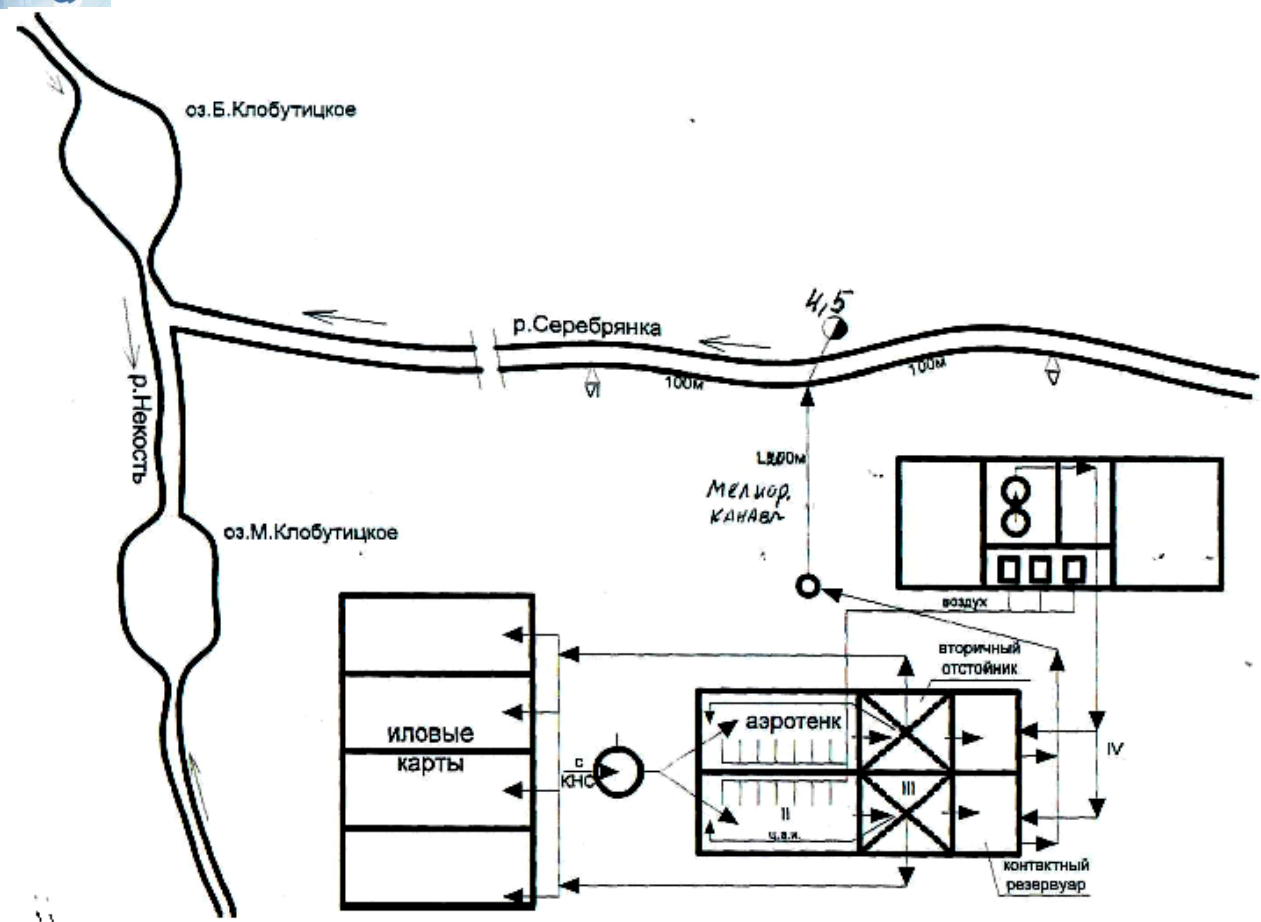 оз.Б.Клобутицкое
4,5
р.Серебрянка
VI
100м
100м
V
р.Некость
Мелиор.
канава
оз.М.Клобутицкое
воздух
вторичный
отстойник
иловые
карты
с
КНС
аэротенк
II
ц.а.и.
III
IV
контактный
резервуар